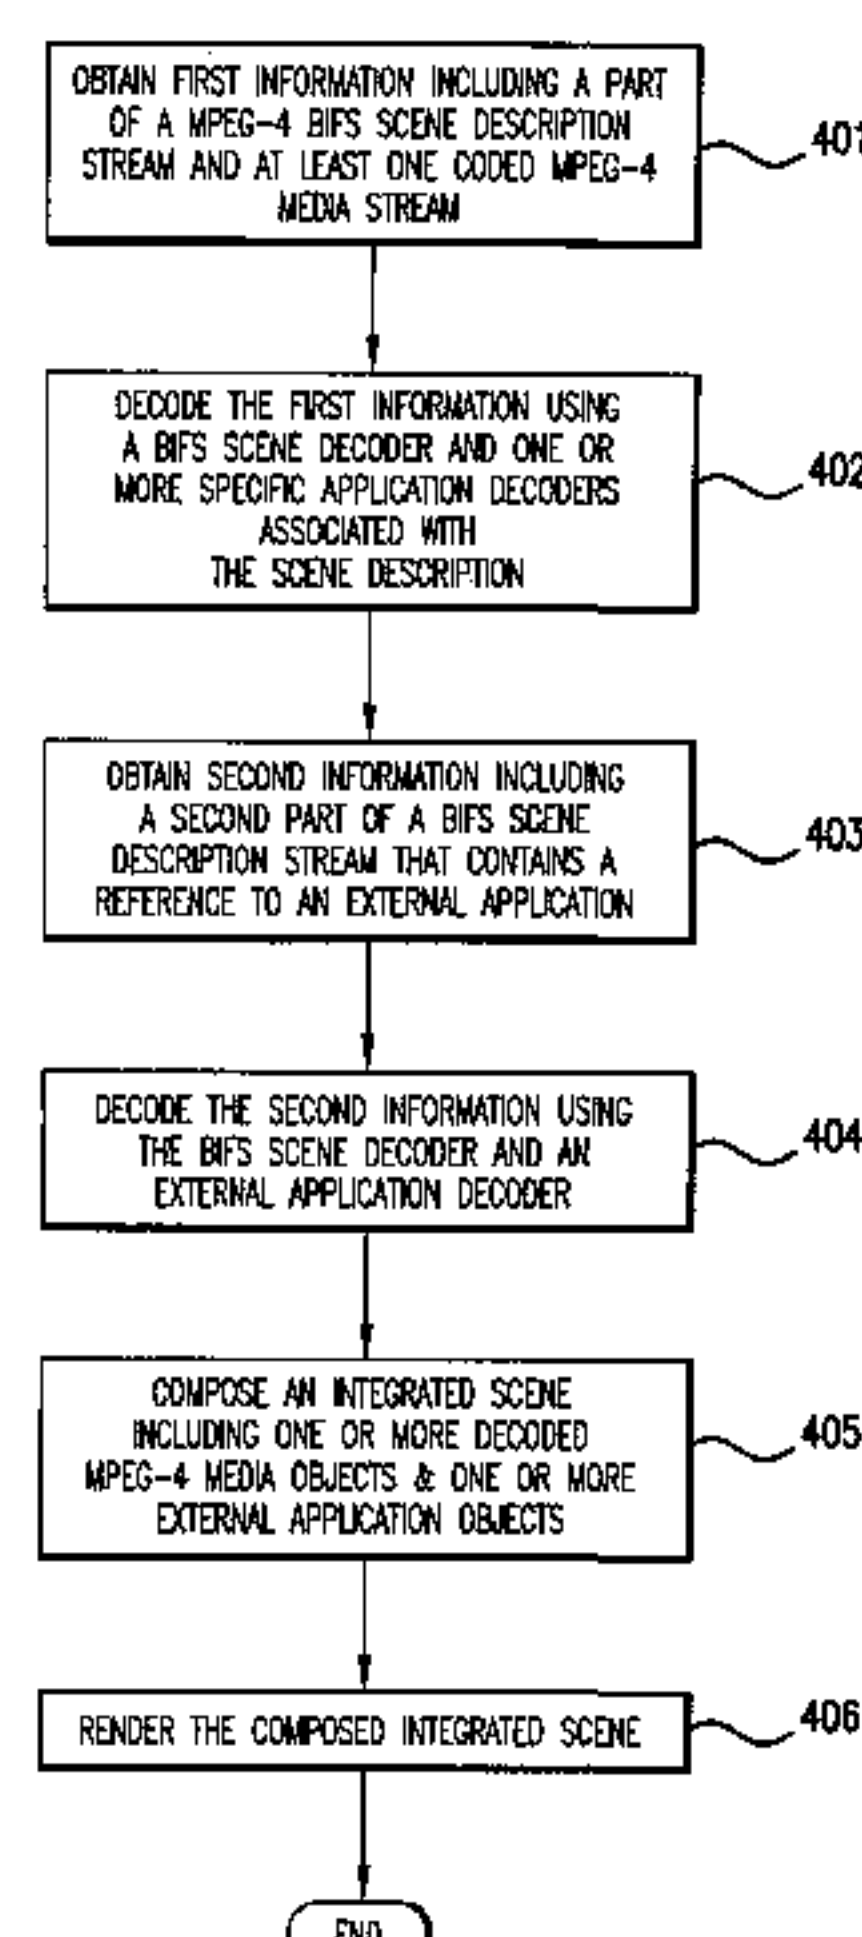 OBTAIN FIRST INFORMATION INCLUDING A PART
OF A MPEG-4 BIFS SCENE DESCRIPTION
STREAM AND AT LEAST ONE CODED MPEG-4
MEDIA STREAM
401
DECODE THE FIRST INFORMATION USING
A BIFS SCENE DECODER AND ONE OR
MORE SPECIFIC APPLICATION DECODERS
ASSOCIATED WITH
THE SCENE DESCRIPTION
402
OBTAIN SECOND INFORMATION INCLUDING
A SECOND PART OF A BIFS SCENE
DESCRIPTION STREAM THAT CONTAINS A
REFERENCE TO AN EXTERNAL APPLICATION
403
DECODE THE SECOND INFORMATION USING
THE BIFS SCENE DECODER AND AN
EXTERNAL APPLICATION DECODER
404
COMPOSE AN INTEGRATED SCENE
INCLUDING ONE OR MORE DECODED
MPEG-4 MEDIA OBJECTS & ONE OR MORE
EXTERNAL APPLICATION OBJECTS
405
RENDER THE COMPOSED INTEGRATED SCENE
406
END